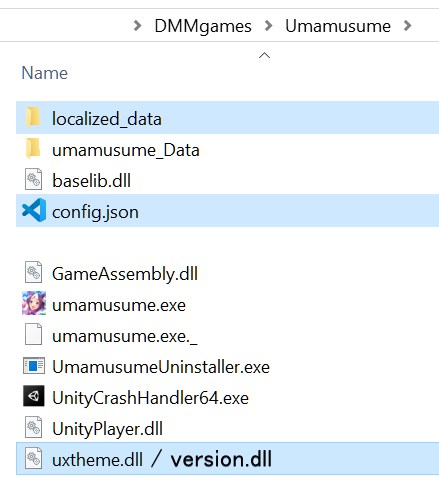 DMMgames > Umamusume >
Name
localized_data
umamusume_Data
baselib.dll
config.json
GameAssembly.dll
umamusume.exe
umamusume.exe._
UmamusumeUninstaller.exe
UnityCrashHandler64.exe
UnityPlayer.dll
uxtheme.dll / version.dll